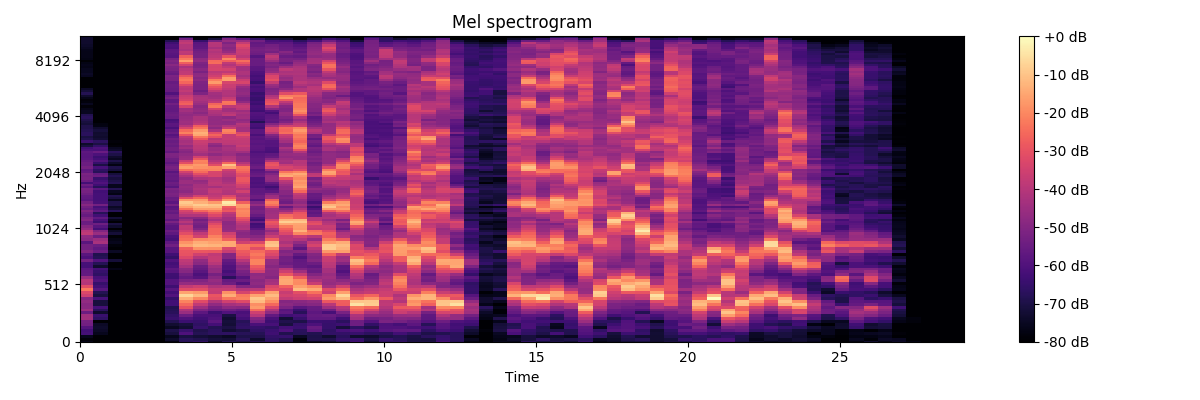 Mel spectrogram
8192
4096
2048
1024
512
0
Hz
0 5 10 15 20 25
Time
+0 dB
-10 dB
-20 dB
-30 dB
-40 dB
-50 dB
-60 dB
-70 dB
-80 dB